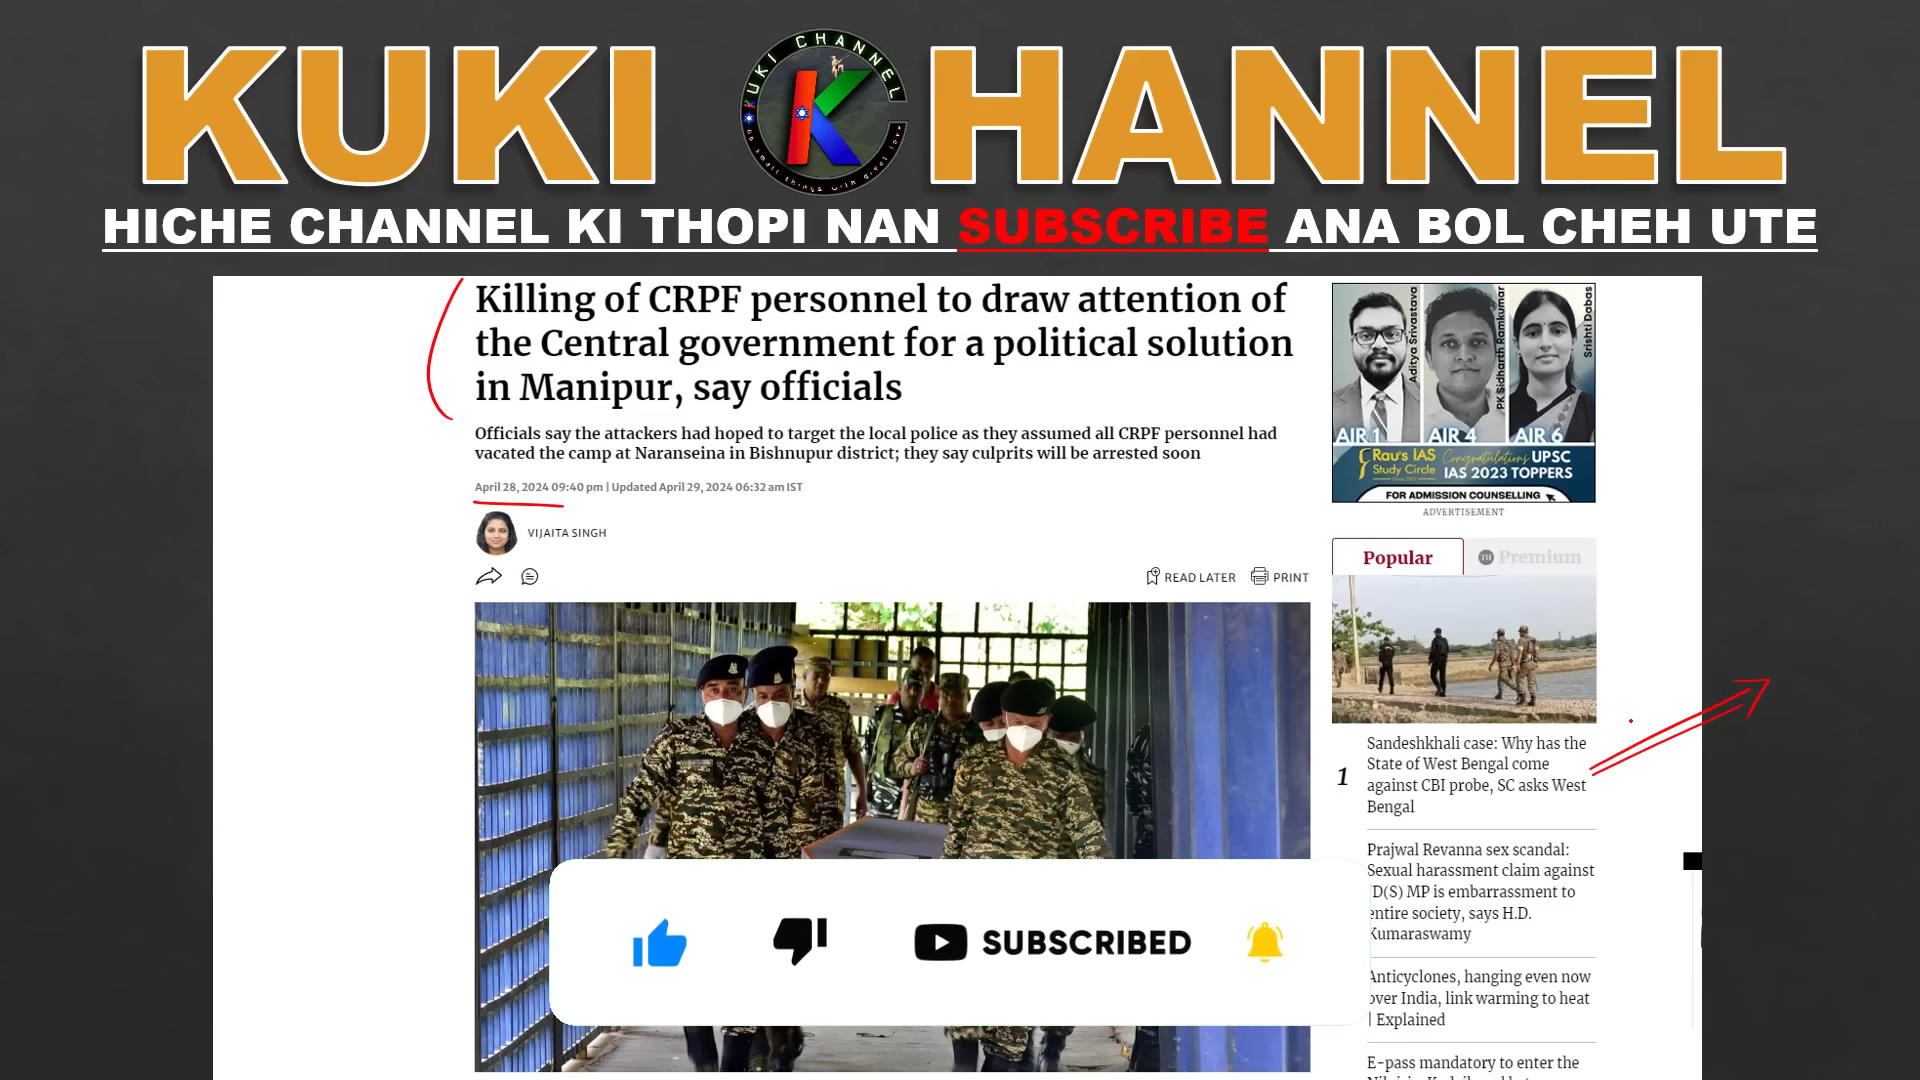 KUKI CHANNEL
KUKI CHANNEL
HICHE CHANNEL KI THOPI NAN SUBSCRIBE ANA BOL CHEH UTE
Killing of CRPF personnel to draw attention of
the Central government for a political solution
in Manipur, say officials
Officials say the attackers had hoped to target the local police as they assumed all CRPF personnel had
vacated the camp at Naranseina in Bishnupur district; they say culprits will be arrested soon
April 28, 2024 09:40 pm | Updated April 29, 2024 06:32 am IST
VIJAITA SINGH
READ LATER PRINT
SUBSCRIBED
Aditya Srivastava
PK Sidharth Ramkumar
Srishti Dabas
AIR 1 AIR 4 AIR 6
Rau's IAS
Study Circle
Congratulations UPSC
IAS 2023 TOPPERS
FOR ADMISSION COUNSELLING
ADVERTISEMENT
Popular TH Premium
1
Sandeshkhali case: Why has the
State of West Bengal come
against CBI probe, SC asks West
Bengal
Prajwal Revanna sex scandal:
Sexual harassment claim against
D(S) MP is embarrassment to
entire society, says H.D.
Kumaraswamy
Anticyclones, hanging even now
over India, link warming to heat
| Explained
E-pass mandatory to enter the